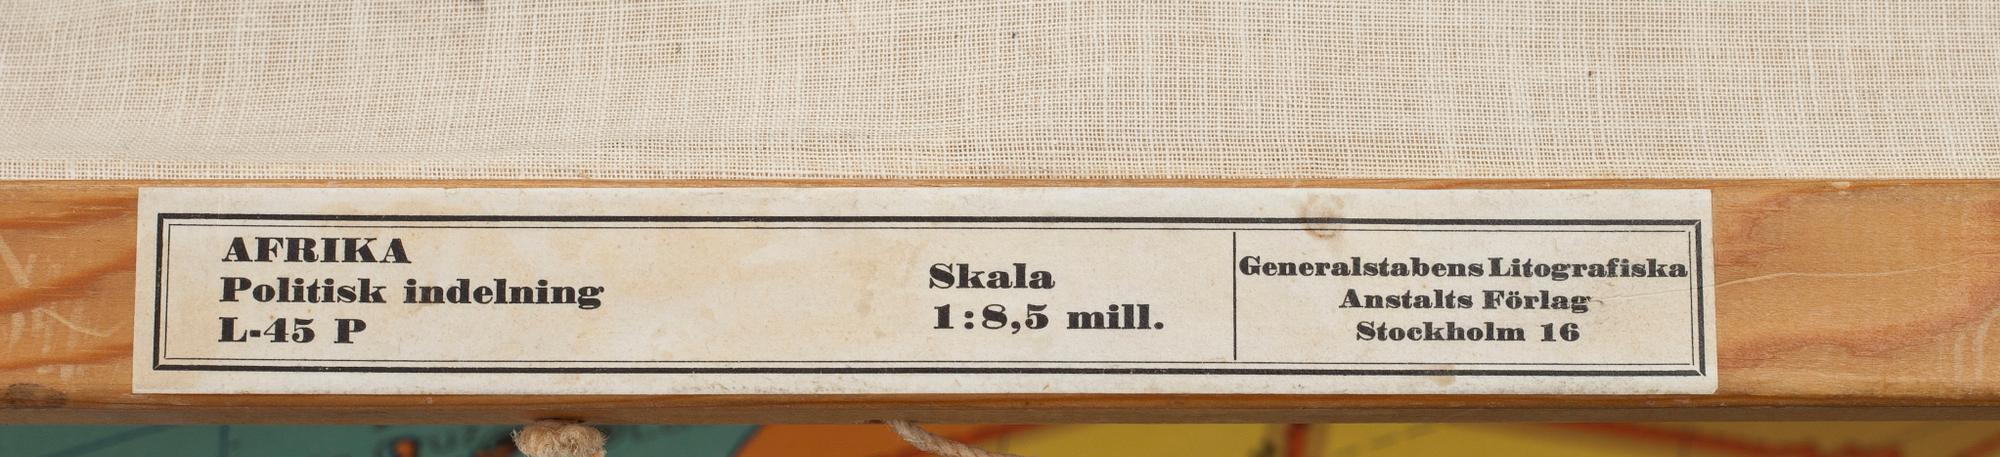 AFRIKA
Politisk indelning
L-45 P
Skala
1:8,5 mill.
Generalstabens Litografiska
Anstalts Förlag
Stockholm 16